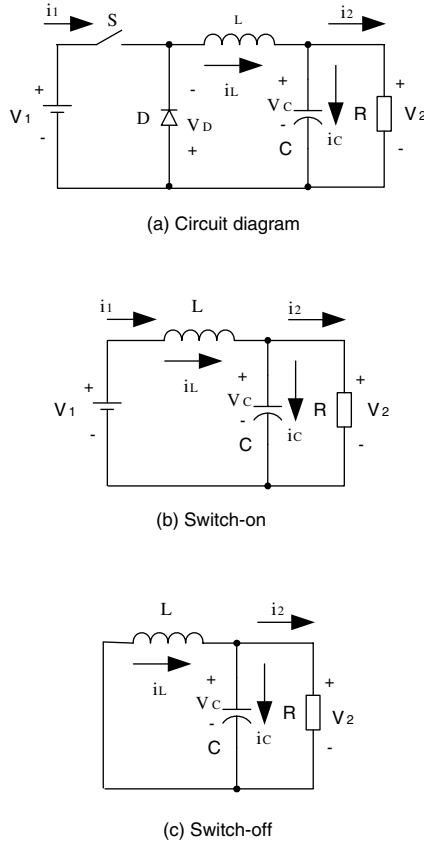 i1 S L i2
+ - + +
V1 D VD iL VC iC R V2
- + - C -
(a) Circuit diagram
i1 L i2
+ iL + +
V1 VC R V2
- - C iC -
(b) Switch-on
L i2
iL + +
VC R V2
- C iC -
(c) Switch-off